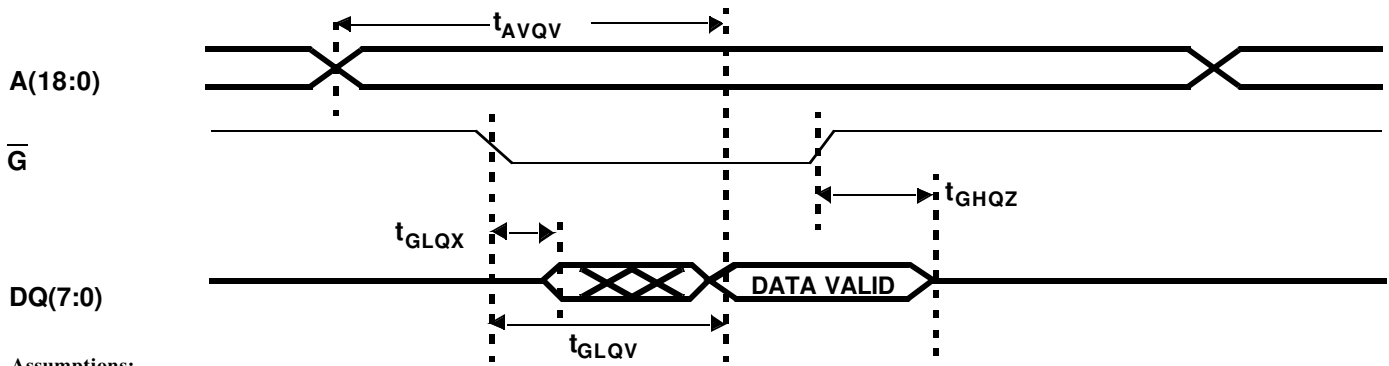 tAVQV
A(18:0)
G̅
tGHQZ
tGLQX
DATA VALID
DQ(7:0)
tGLQV
Assumptions: